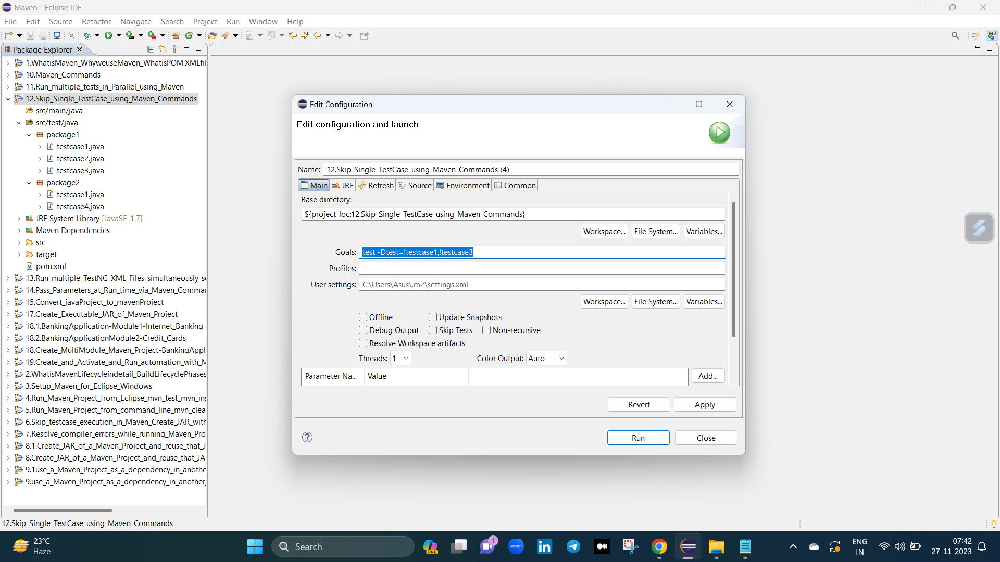 Maven - Eclipse IDE
File Edit Source Refactor Navigate Search Project Run Window Help
Package Explorer
1.WhatisMaven_WhyweuseMaven_WhatisPOM.XMLfil
10.Maven_Commands
11.Run_multiple_tests_in_Parallel_using_Maven
12.Skip_Single_TestCase_using_Maven_Commands
src/main/java
src/test/java
package1
testcase1.java
testcase2.java
testcase3.java
package2
testcase1.java
testcase4.java
JRE System Library [JavaSE-1.7]
Maven Dependencies
src
target
pom.xml
13.Run_multiple_TestNG_XML_Files_simultaneously_se
14.Pass_Parameters_at_Run_time_via_Maven_Commar
15.Convert_javaProject_to_mavenProject
17.Create_Executable_JAR_of_Maven_Project
18.1.BankingApplication-Module1-Internet_Banking
18.2.BankingApplicationModule2-Credit_Cards
18.Create_MultiModule_Maven_Project-BankingAppl
19.Create_and_Activate_and_Run_automation_with_M
2.WhatisMavenLifecycleindetail_BuildLifecyclePhases
3.Setup_Maven_for_Eclipse_Windows
4.Run_Maven_Project_from_Eclipse_mvn_test_mvn_ins
5.Run_Maven_Project_from_command_line_mvn_clea
6.Skip_testcase_execution_in_Maven_Create_JAR_with
7.Resolve_compiler_errors_while_running_Maven_Pro
8.1.Create_JAR_of_a_Maven_Project_and_reuse_that_J
8.Create_JAR_of_a_Maven_Project_and_reuse_that_JAI
9.1use_a_Maven_Project_as_a_dependency_in_anothe
9.use_a_Maven_Project_as_a_dependency_in_another_
Edit Configuration
Edit configuration and launch.
Name: 12.Skip_Single_TestCase_using_Maven_Commands (4)
Main JRE Refresh Source Environment Common
Base directory:
${project_loc:12.Skip_Single_TestCase_using_Maven_Commands}
Workspace... File System... Variables...
Goals: test -Dtest=!testcase1,!testcase3
Profiles:
User settings: C:\Users\Asus\.m2\settings.xml
Workspace... File System... Variables...
Offline Update Snapshots
Debug Output Skip Tests Non-recursive
Resolve Workspace artifacts
Threads: 1 Color Output: Auto
Parameter Na... Value Add...
Revert Apply
Run Close
12.Skip_Single_TestCase_using_Maven_Commands
23°C
Haze
Search
PRE
1
zoom
ENG
IN
07:42
27-11-2023